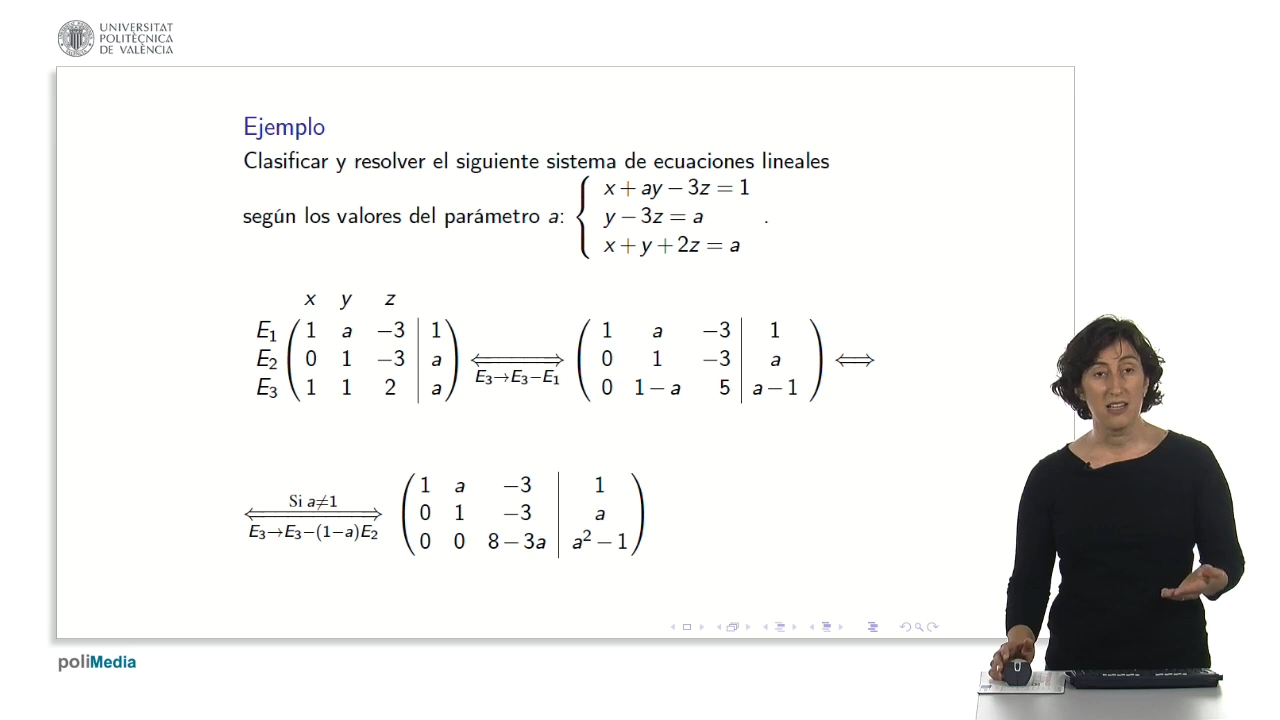 UNIVERSITAT
POLITÈCNICA
DE VALÈNCIA
Ejemplo
Clasificar y resolver el siguiente sistema de ecuaciones lineales
según los valores del parámetro a: { x + ay − 3z = 1
y − 3z = a .
x + y + 2z = a
x y z
E₁ ( 1 a −3 | 1 ) ( 1 a −3 | 1 )
E₂ ( 0 1 −3 | a ) ⟺ ( 0 1 −3 | a ) ⟺
E₃ ( 1 1 2 | a ) E₃→E₃−E₁ ( 0 1−a 5 | a−1 )
Si a≠1 ( 1 a −3 | 1 )
⟺ ( 0 1 −3 | a )
E₃→E₃−(1−a)E₂ ( 0 0 8−3a | a² − 1 )
poliMedia